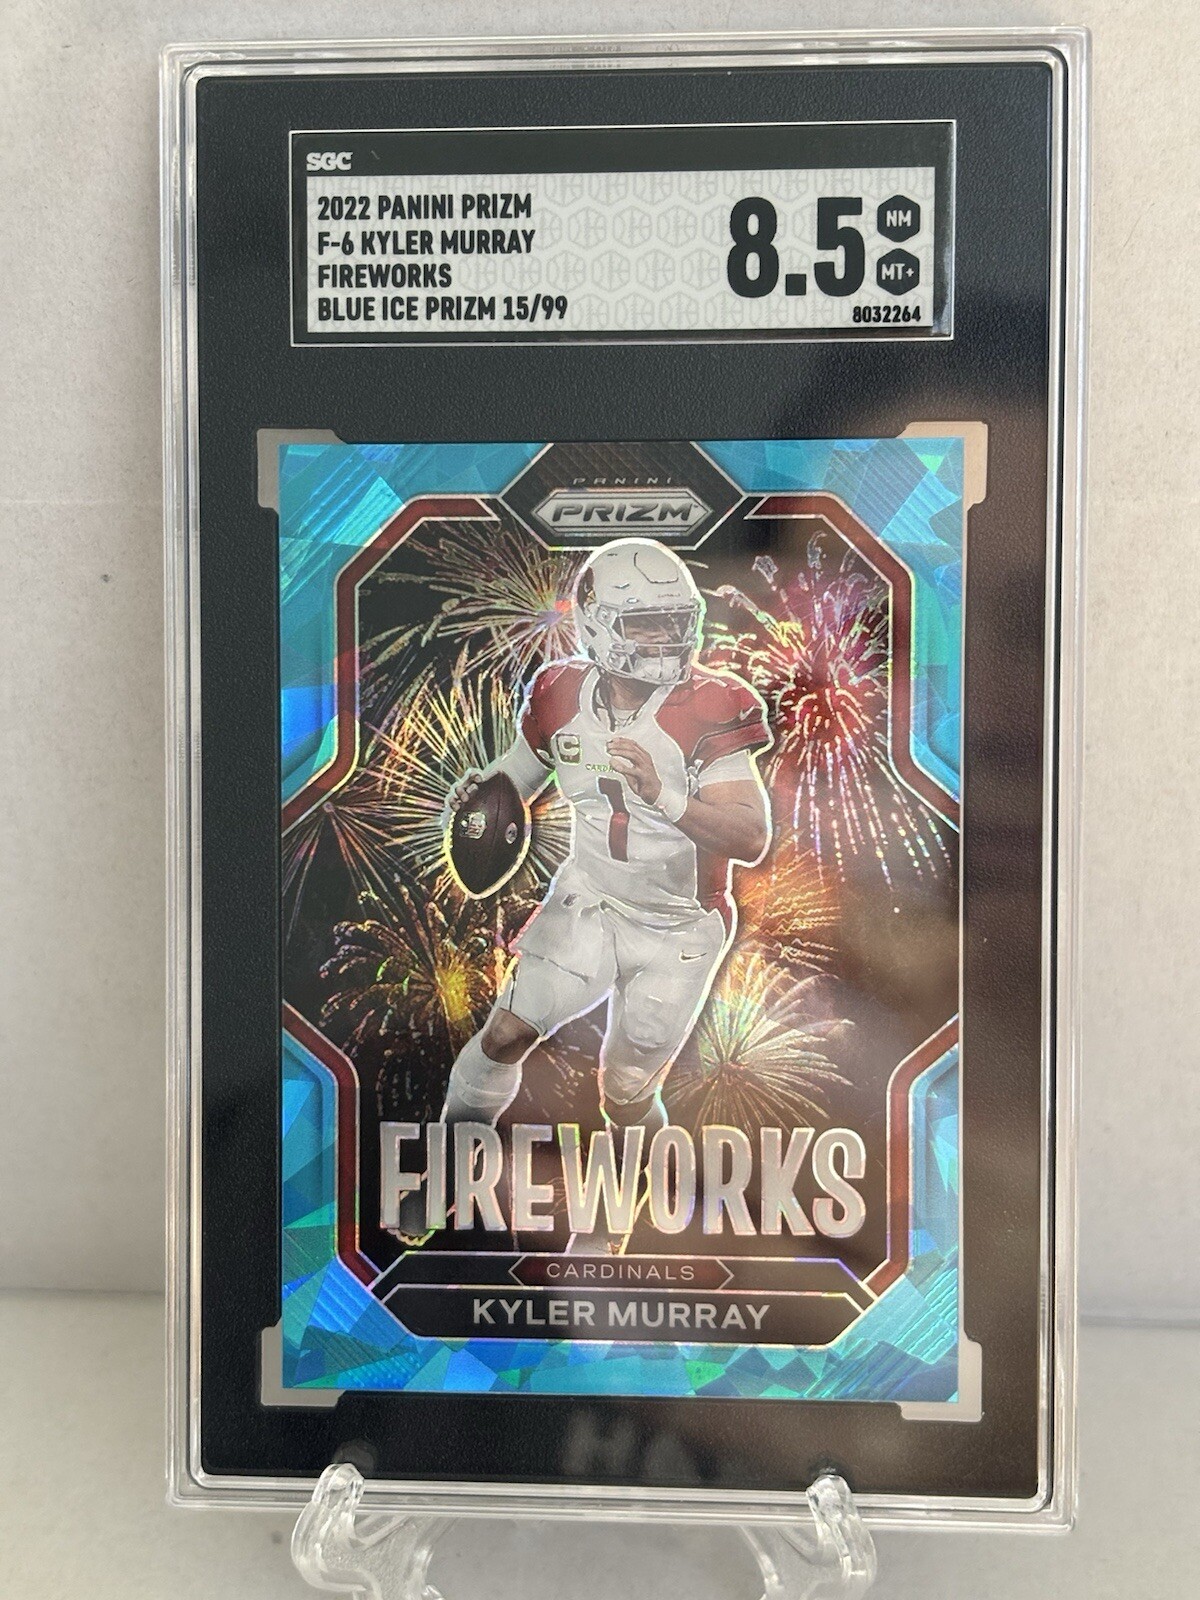 SGC
2022 PANINI PRIZM
F-6 KYLER MURRAY
FIREWORKS
BLUE ICE PRIZM 15/99
8.5
NM
MT+
8032264
PANINI
PRIZM
C
1
FIREWORKS
CARDINALS
KYLER MURRAY